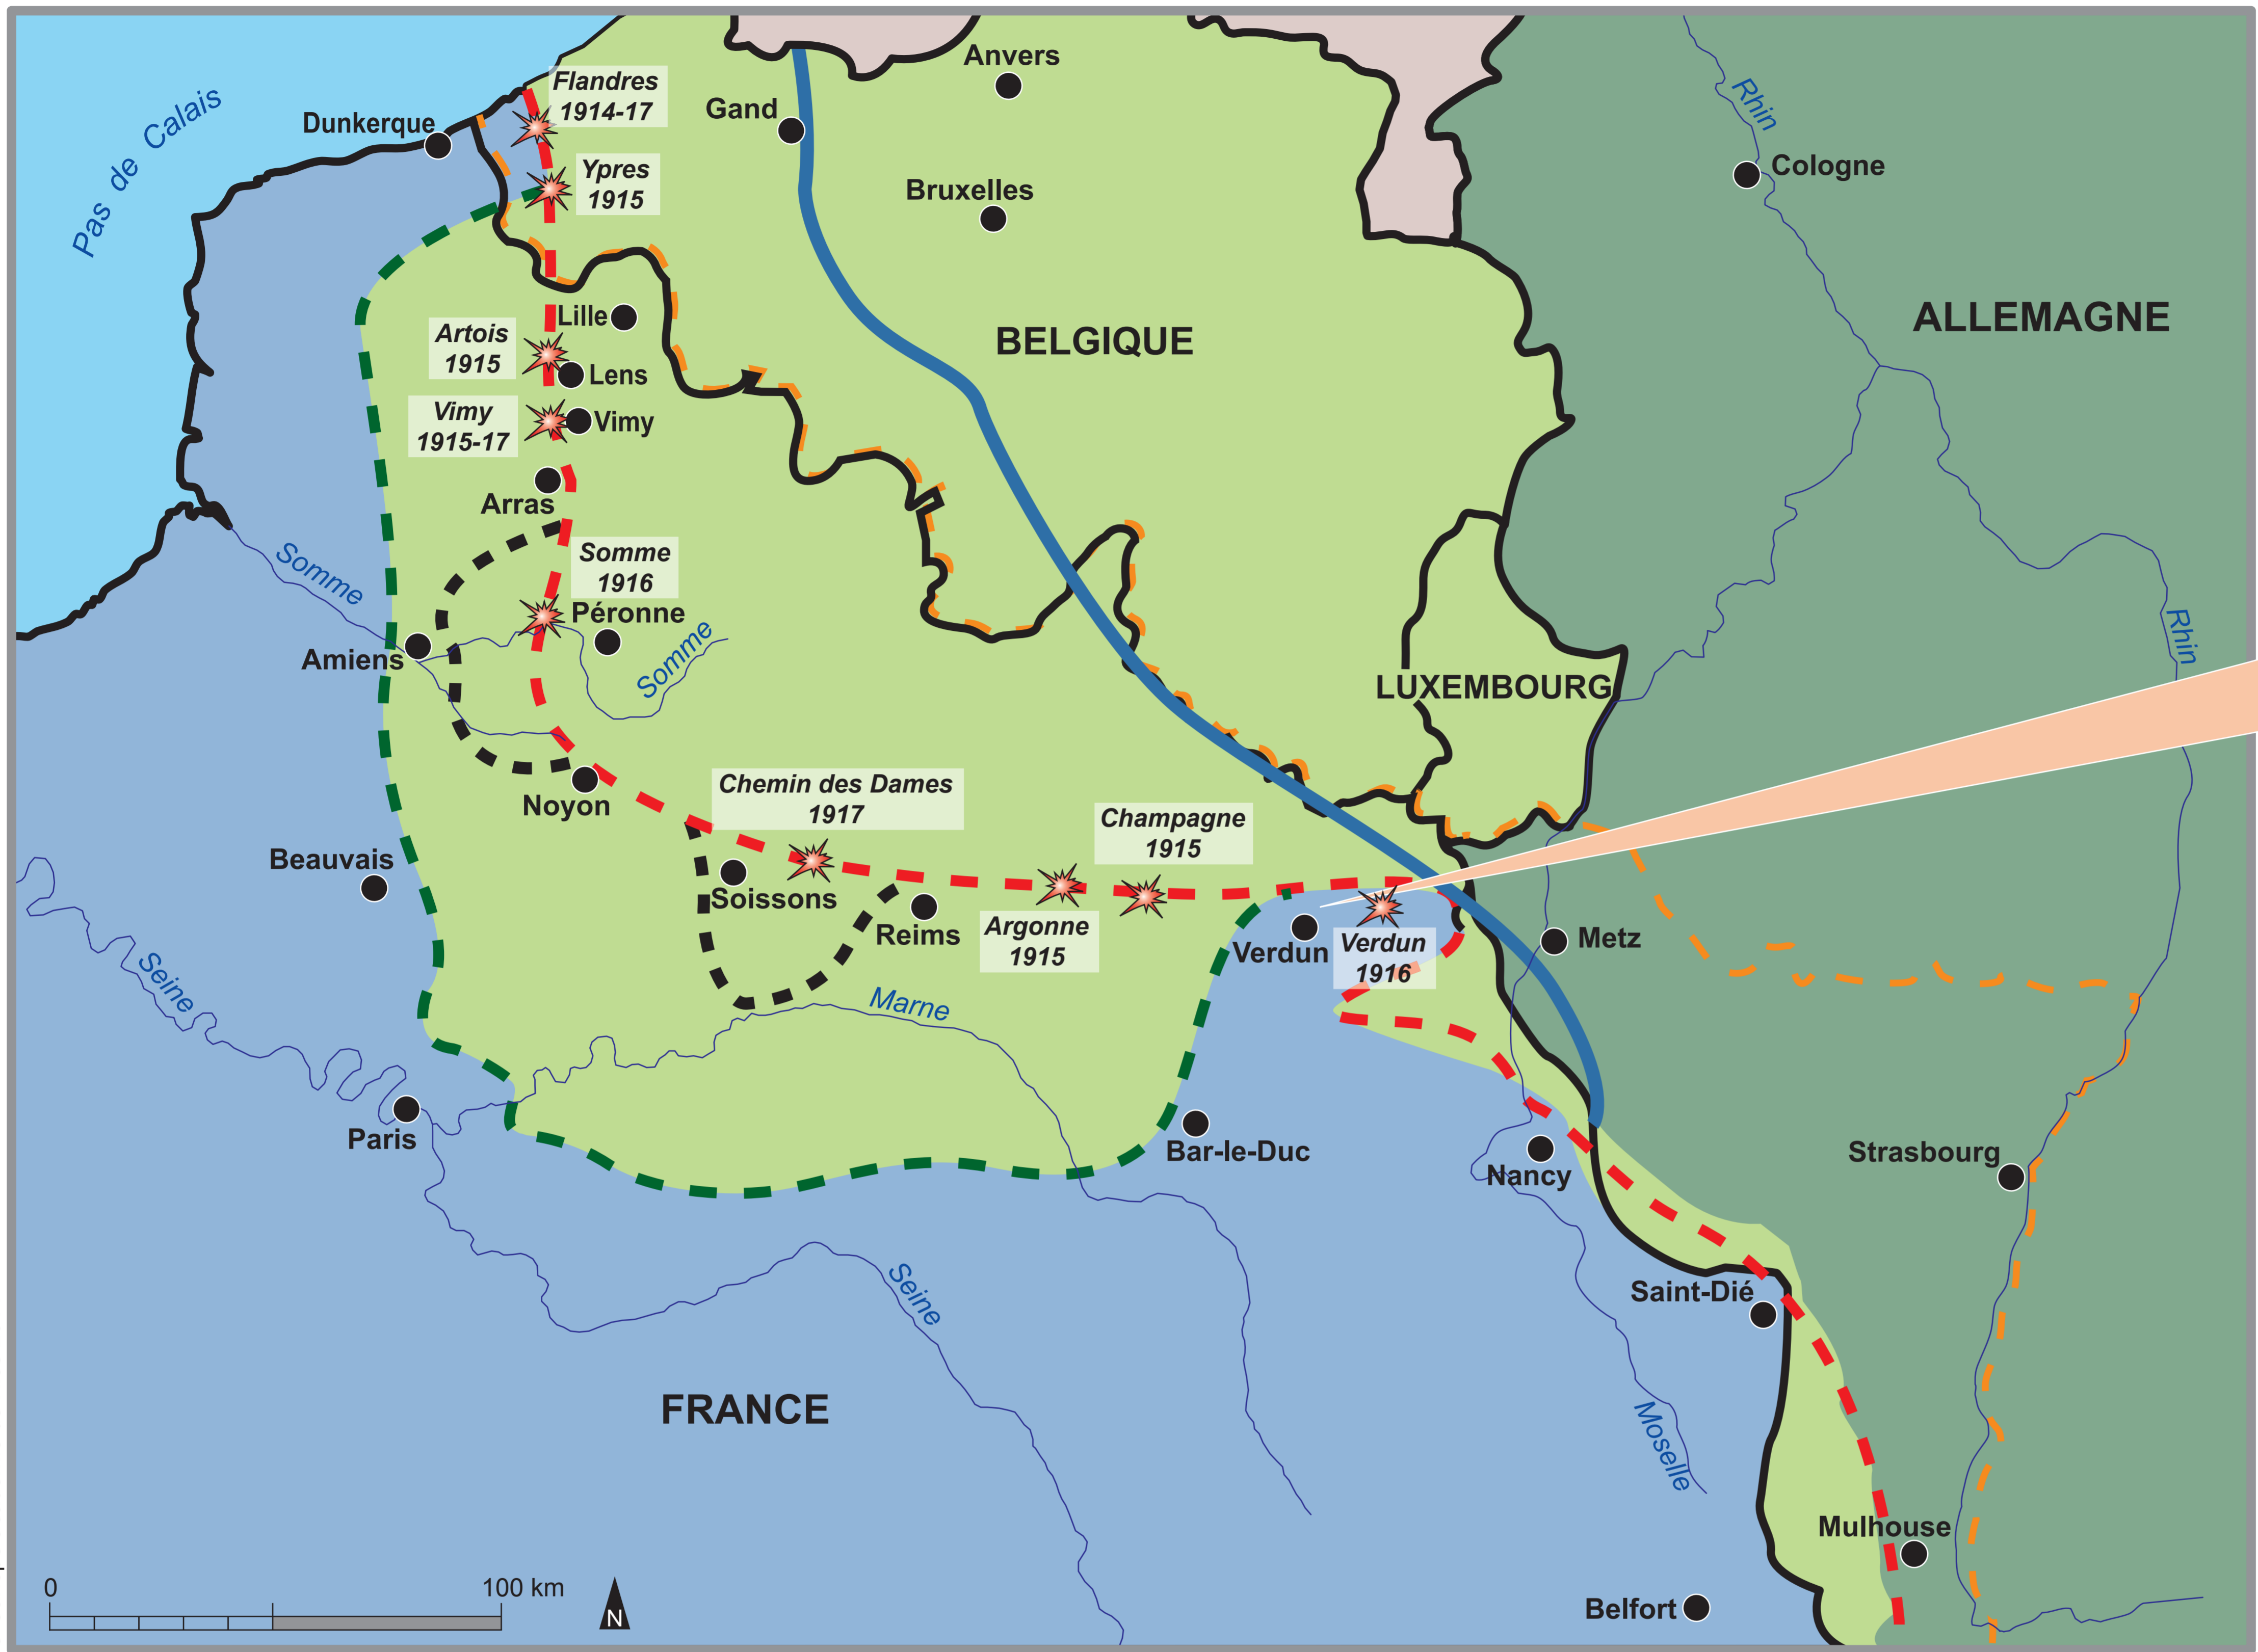 Anvers
Flandres
1914-17
Gand
Dunkerque
Rhin
Pas de Calais
Ypres
1915
Cologne
Bruxelles
Lille
ALLEMAGNE
Artois
1915
BELGIQUE
Lens
Vimy
1915-17
Vimy
Arras
Somme
1916
Somme
Péronne
Rhin
Amiens
Somme
LUXEMBOURG
Chemin des Dames
1917
Noyon
Champagne
1915
Beauvais
Soissons
Reims
Argonne
1915
Verdun
Verdun
1916
Metz
Seine
Marne
Paris
Bar-le-Duc
Nancy
Strasbourg
Seine
Saint-Dié
FRANCE
Moselle
Mulhouse
0
100 km
N
Belfort